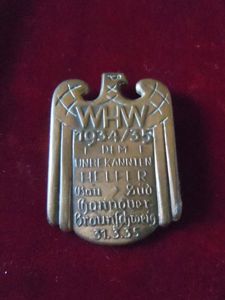 WHW
1934/35
DEM
UNBEKANNTEN
HELFER
Gau Süd
Hannover
Braunschweig
31.3.35